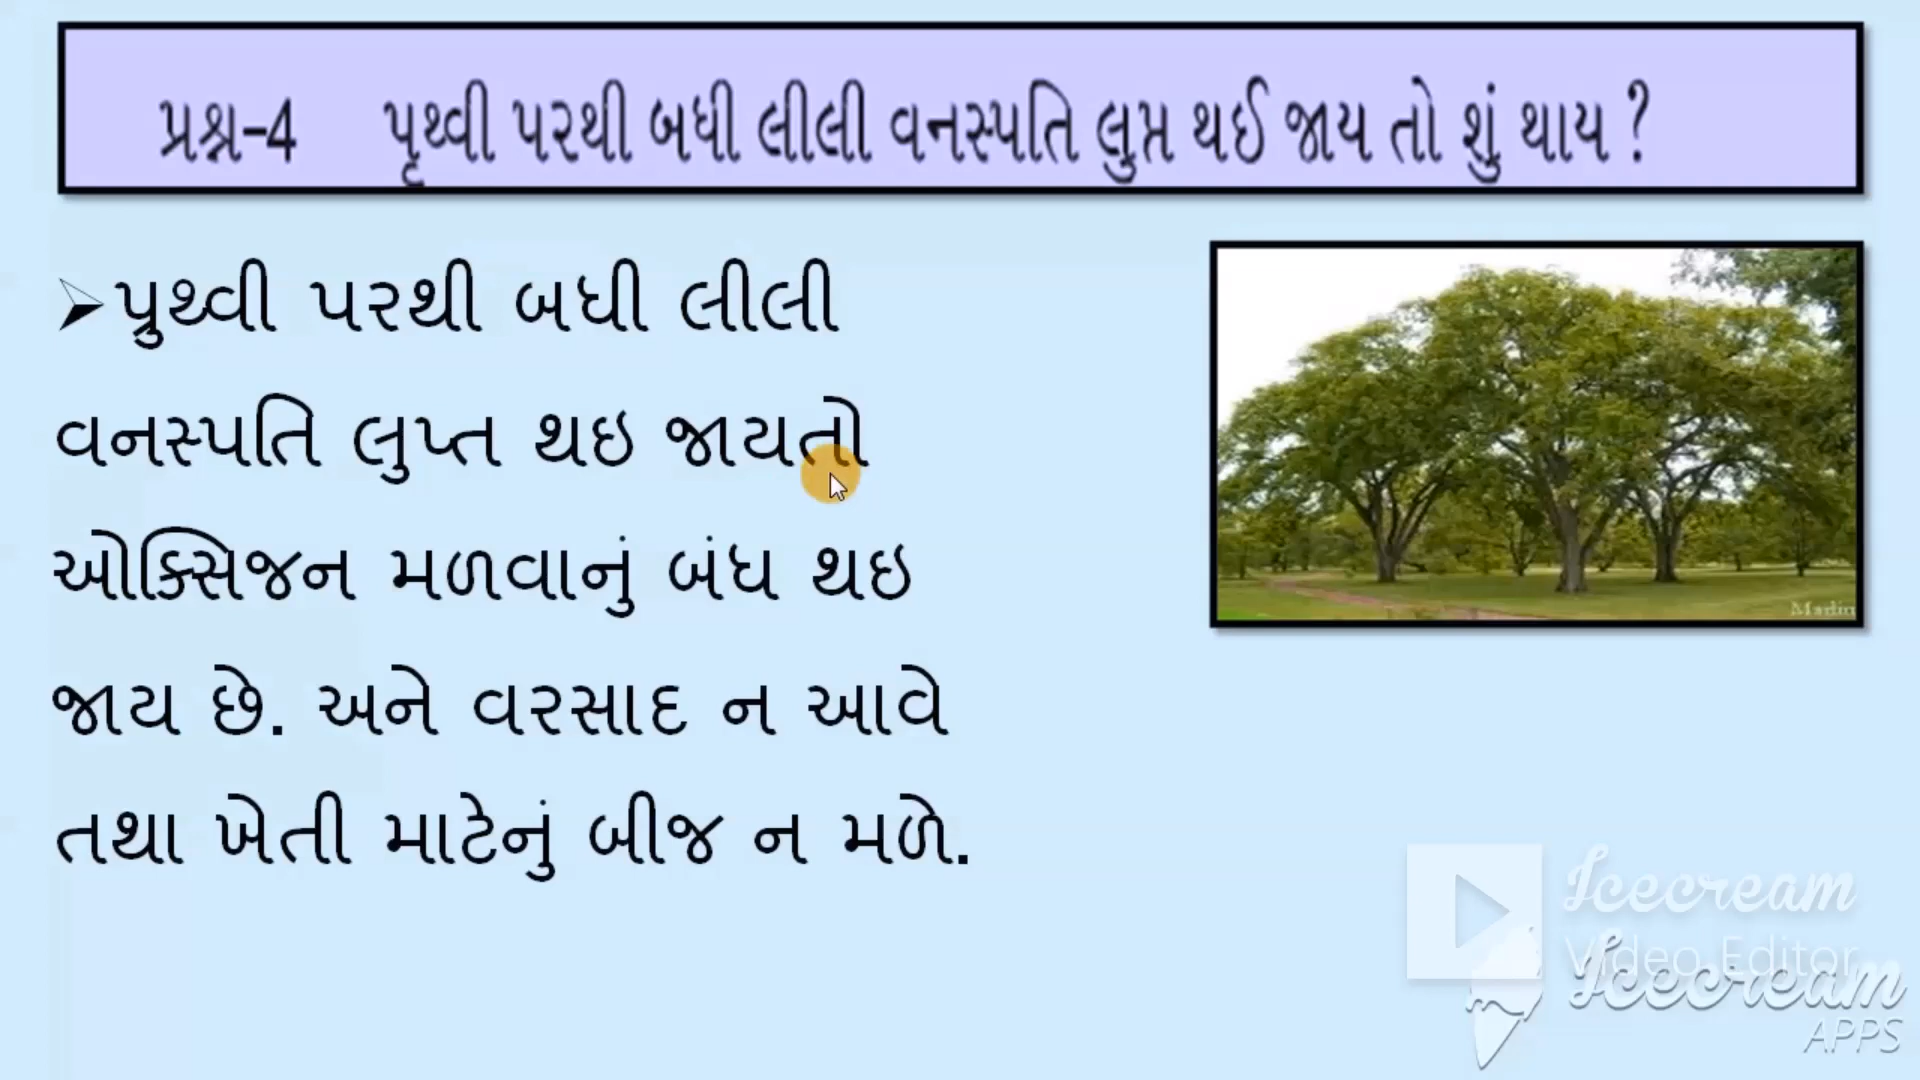 પ્રશ્ન-4 પૃથ્વી પરથી બધી લીલી વનસ્પતિ લુપ્ત થઈ જાય તો શું થાય ?
➢પ્રુથ્વી પરથી બધી લીલી
વનસ્પતિ લુપ્ત થઇ જાયતો
ઓક્સિજન મળવાનું બંધ થઇ
જાય છે. અને વરસાદ ન આવે
તથા ખેતી માટેનું બીજ ન મળે.
Icecream
Video Editor
Icecream
APPS